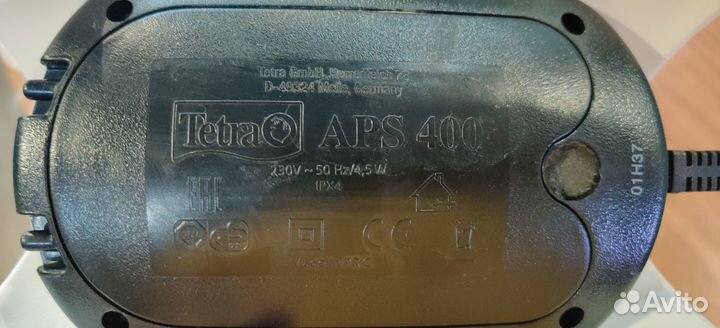 Tetra GmbH, Herrenteich 78
D-49324 Melle, Germany
Tetra APS 400
230V ~ 50 Hz/4,5 W
IPX4
EAC
CE
01H37
Avito